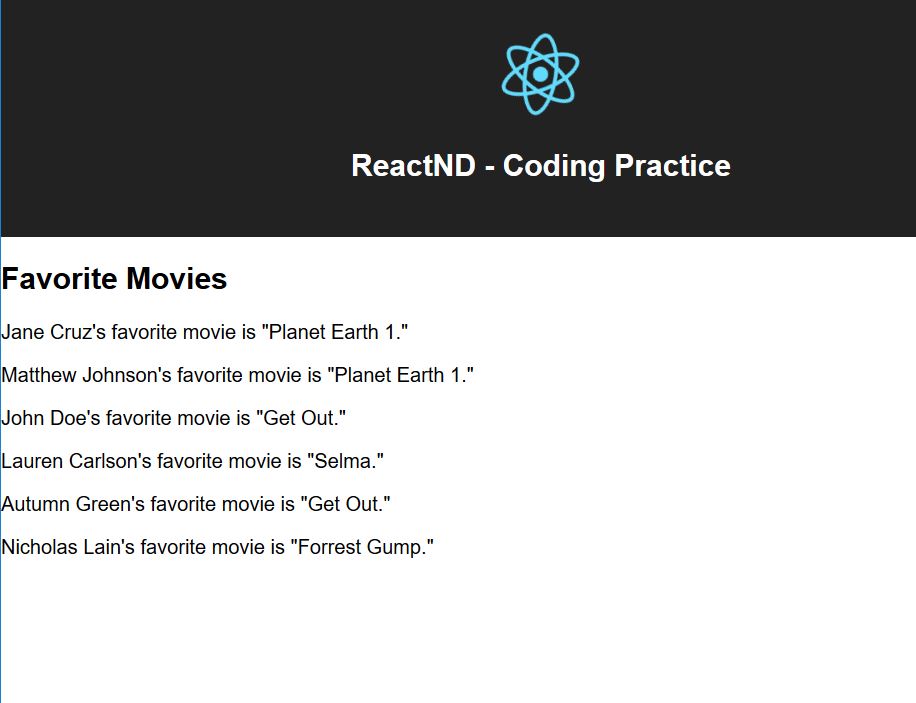 ReactND - Coding Practice
Favorite Movies
Jane Cruz's favorite movie is "Planet Earth 1."
Matthew Johnson's favorite movie is "Planet Earth 1."
John Doe's favorite movie is "Get Out."
Lauren Carlson's favorite movie is "Selma."
Autumn Green's favorite movie is "Get Out."
Nicholas Lain's favorite movie is "Forrest Gump."